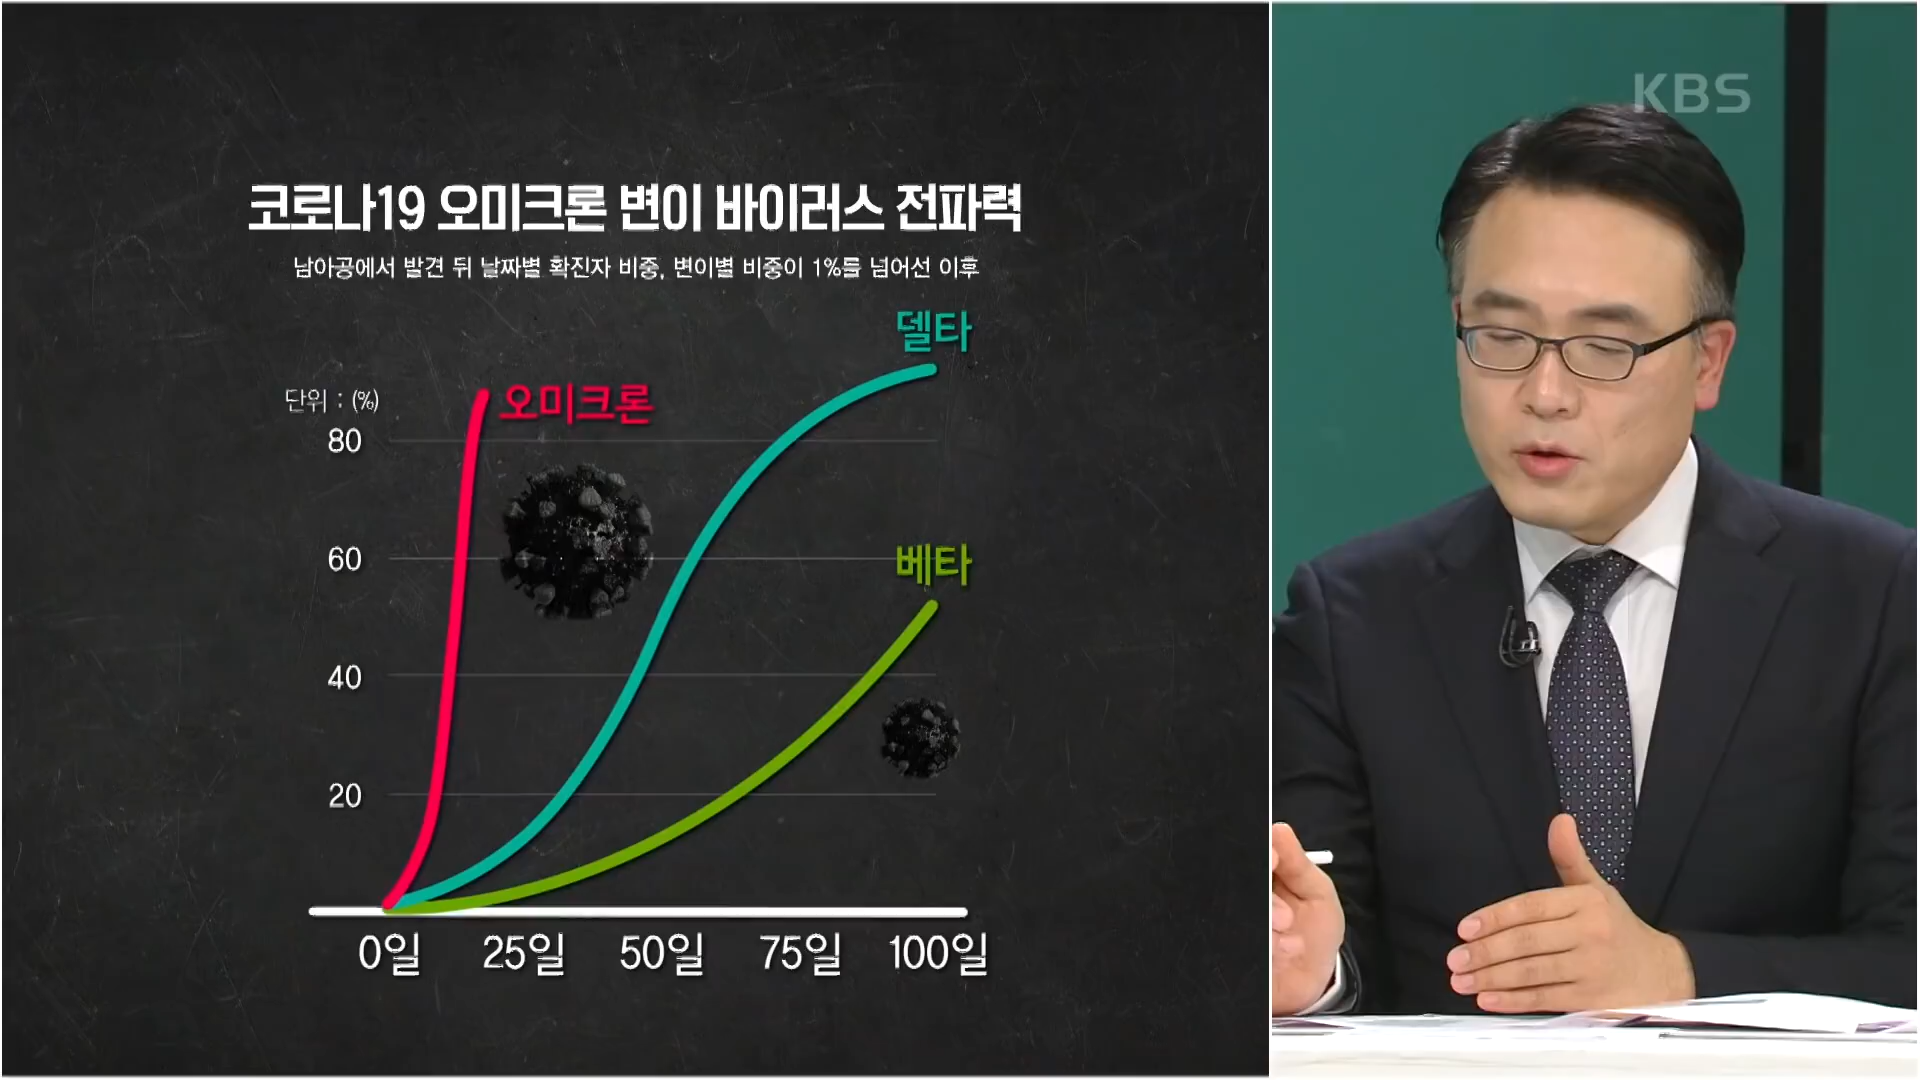 코로나19 오미크론 변이 바이러스 전파력
남아공에서 발견 뒤 날짜별 확진자 비중, 변이별 비중이 1%를 넘어선 이후
단위 : (%)
80
60
40
20
오미크론
델타
베타
0일 25일 50일 75일 100일
KBS